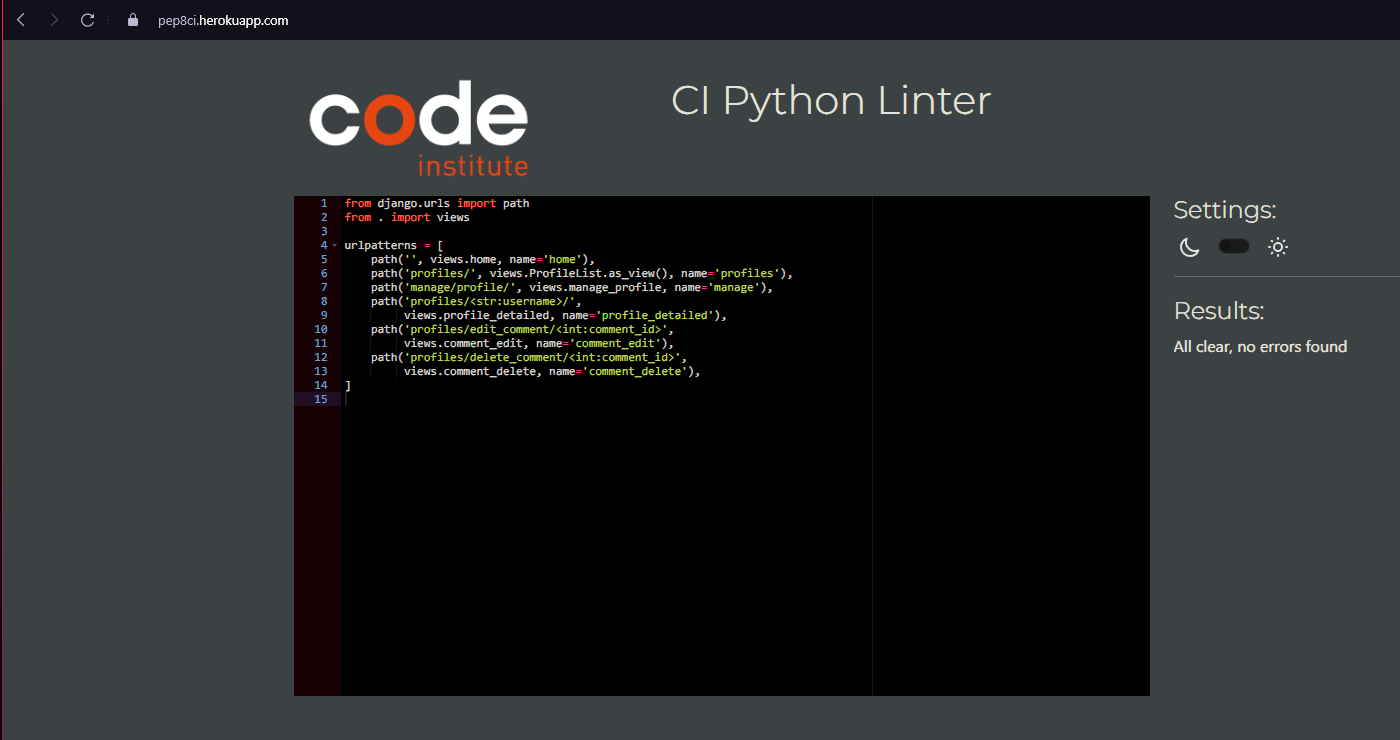 pep8ci.herokuapp.com
code
institute
CI Python Linter
1 from django.urls import path
2 from . import views
3
4 urlpatterns = [
5     path('', views.home, name='home'),
6     path('profiles/', views.ProfileList.as_view(), name='profiles'),
7     path('manage/profile/', views.manage_profile, name='manage'),
8     path('profiles/<str:username>/',
9          views.profile_detailed, name='profile_detailed'),
10     path('profiles/edit_comment/<int:comment_id>',
11          views.comment_edit, name='comment_edit'),
12     path('profiles/delete_comment/<int:comment_id>',
13          views.comment_delete, name='comment_delete'),
14 ]
15
Settings:
Results:
All clear, no errors found